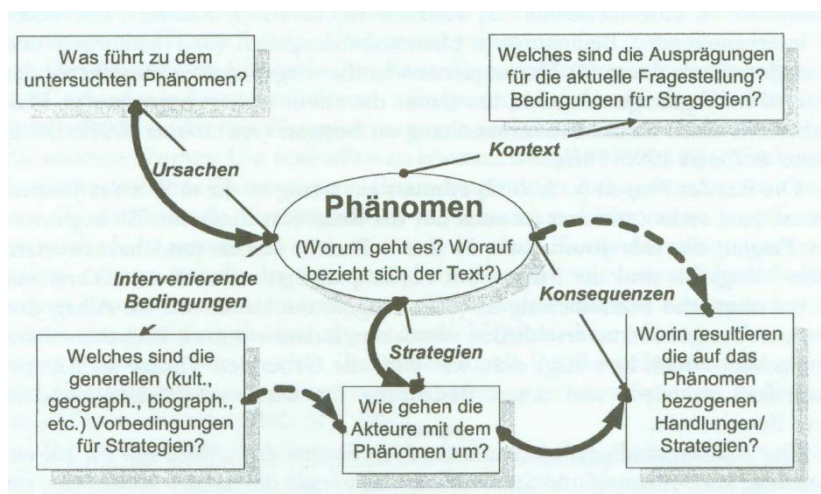 Was führt zu dem
untersuchten Phänomen?
Welches sind die Auspägungen
für die aktuelle Fragestellung?
Bedingungen für Stragegien?
Ursachen
Kontext
Phänomen
(Worum geht es? Worauf
bezieht sich der Text?)
Intervenierende
Bedingungen
Konsequenzen
Strategien
Welches sind die
generellen (kult.,
geograph., biograph.,
etc.) Vorbedingungen
für Strategien?
Wie gehen die
Akteure mit dem
Phänomen um?
Worin resultieren
die auf das
Phänomen
bezogenen
Handlungen/
Strategien?